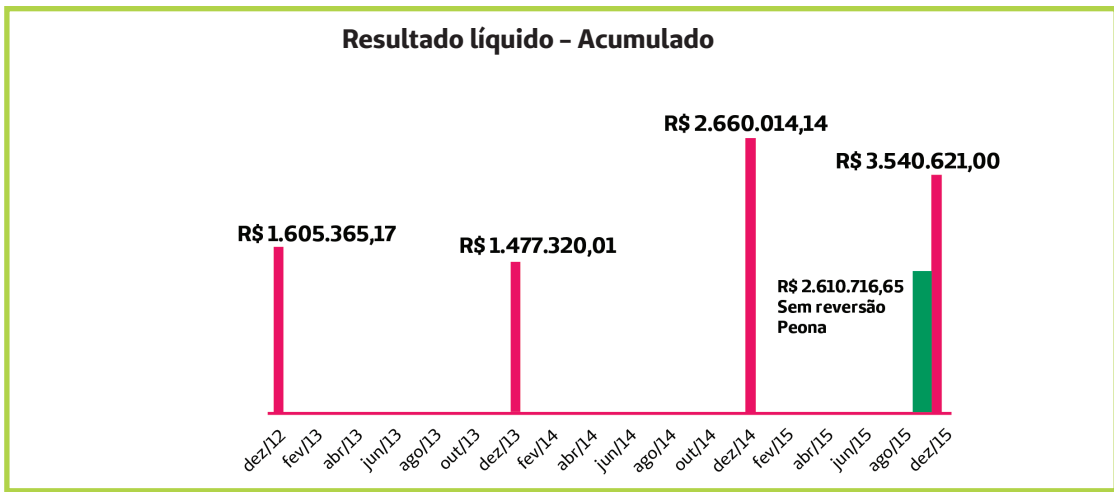 Resultado líquido – Acumulado
R$ 2.660.014,14
R$ 3.540.621,00
R$ 1.605.365,17
R$ 1.477.320,01
R$ 2.610.716,65
Sem reversão
Peona
dez/12
fev/13
abr/13
jun/13
ago/13
out/13
dez/13
fev/14
abr/14
jun/14
ago/14
out/14
dez/14
fev/15
abr/15
jun/15
ago/15
dez/15